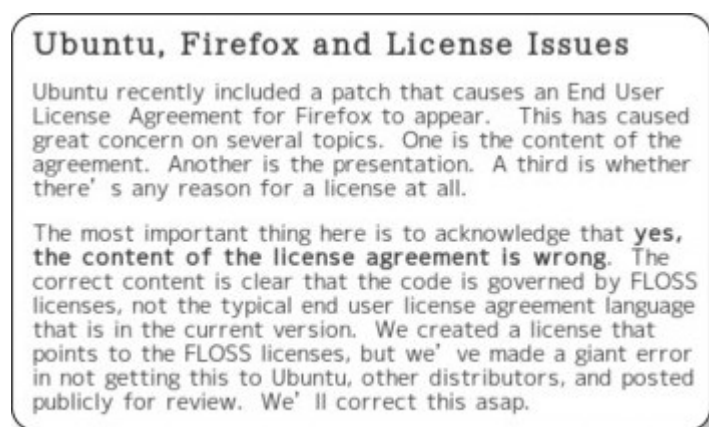 Ubuntu, Firefox and License Issues
Ubuntu recently included a patch that causes an End User
License  Agreement for Firefox to appear.   This has caused
great concern on several topics.  One is the content of the
agreement.  Another is the presentation.  A third is whether
there’ s any reason for a license at all.
The most important thing here is to acknowledge that yes,
the content of the license agreement is wrong.  The
correct content is clear that the code is governed by FLOSS
licenses, not the typical end user license agreement language
that is in the current version.  We created a license that
points to the FLOSS licenses, but we’ ve made a giant error
in not getting this to Ubuntu, other distributors, and posted
publicly for review.  We’ ll correct this asap.